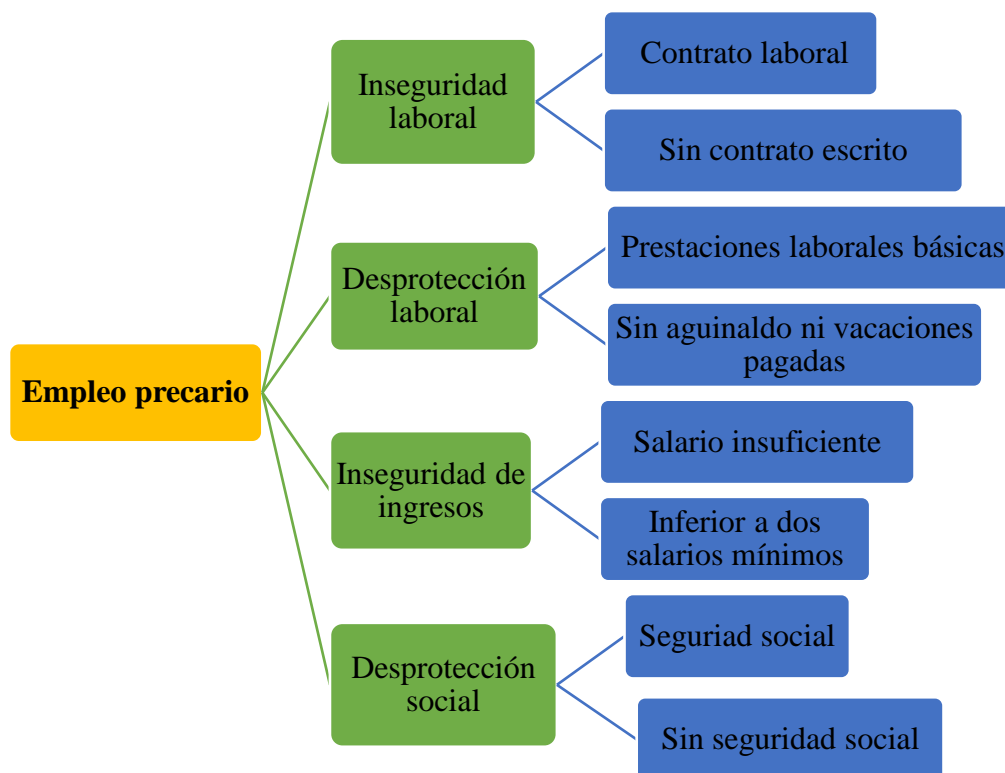 Empleo precario
Inseguridad
laboral
Contrato laboral
Sin contrato escrito
Desprotección
laboral
Prestaciones laborales básicas
Sin aguinaldo ni vacaciones
pagadas
Inseguridad de
ingresos
Salario insuficiente
Inferior a dos
salarios mínimos
Desprotección
social
Seguriad social
Sin seguridad social